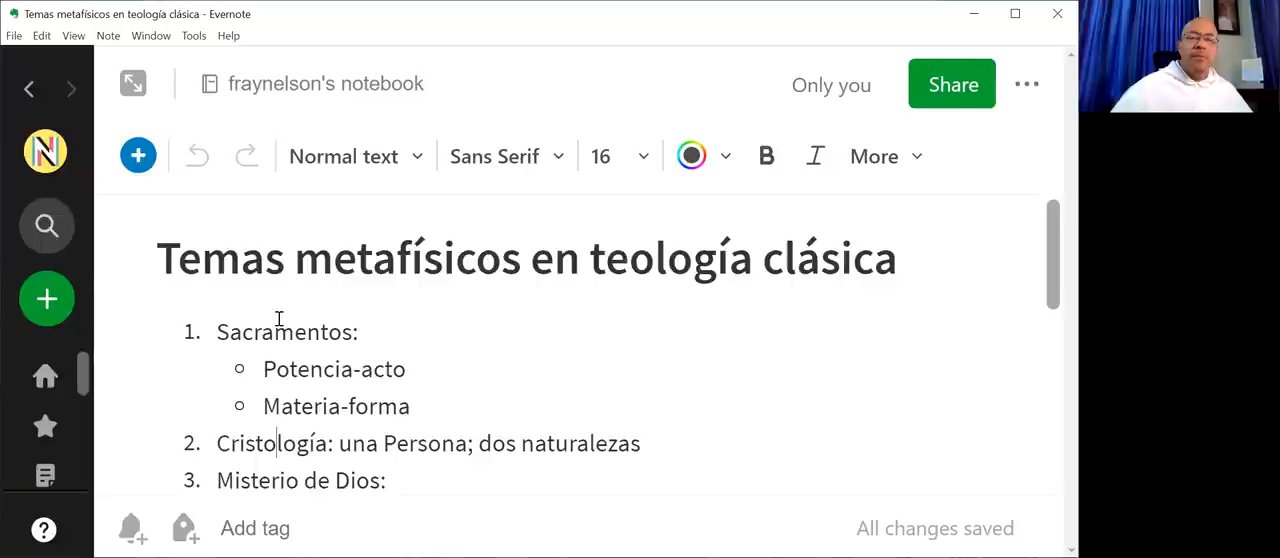 Temas metafísicos en teología clásica - Evernote
File Edit View Note Window Tools Help
fraynelson's notebook
Only you
Share
Normal text
Sans Serif
16
B
I
More
Temas metafísicos en teología clásica
1. Sacramentos:
Potencia-acto
Materia-forma
2. Cristología: una Persona; dos naturalezas
3. Misterio de Dios:
Add tag
All changes saved